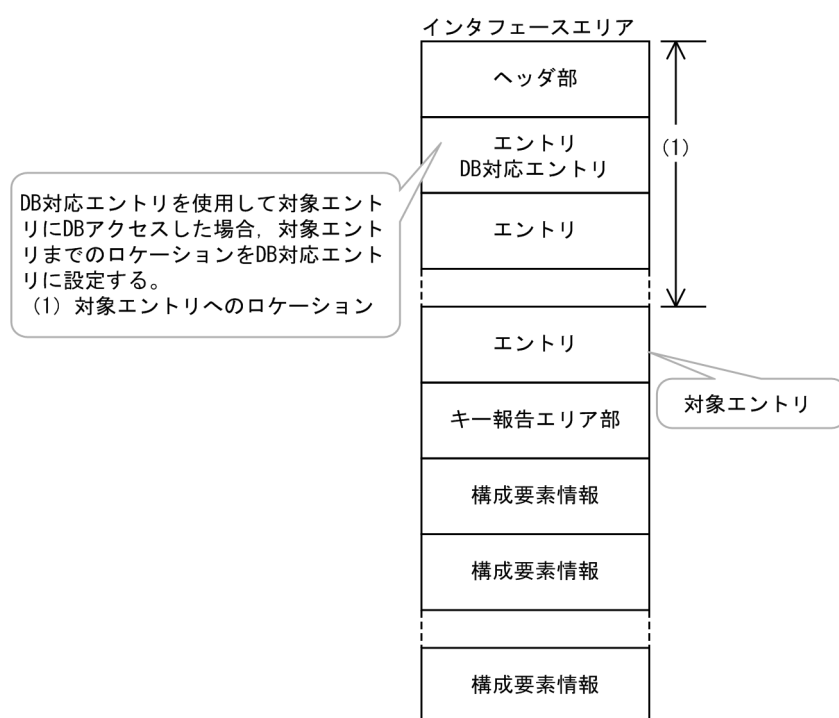 インタフェースエリア
ヘッダ部
エントリ
DB対応エントリ
(1)
DB対応エントリを使用して対象エント
リにDBアクセスした場合，対象エント
リまでのロケーションをDB対応エント
リに設定する。
(1) 対象エントリへのロケーション
エントリ
エントリ
対象エントリ
キー報告エリア部
構成要素情報
構成要素情報
構成要素情報